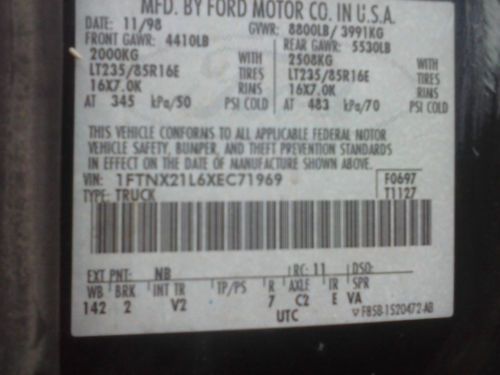 MFD. BY FORD MOTOR CO. IN U.S.A.
DATE: 11/98 GVWR: 8800LB/ 3991KG
FRONT GAWR: 4410LB REAR GAWR: 5530LB
2000KG WITH 2508KG WITH
LT235/85R16E TIRES LT235/85R16E TIRES
16X7.0K RIMS 16X7.0K RIMS
AT 345 kPa/50 PSI COLD AT 483 kPa/70 PSI COLD
THIS VEHICLE CONFORMS TO ALL APPLICABLE FEDERAL MOTOR
VEHICLE SAFETY, BUMPER, AND THEFT PREVENTION STANDARDS
IN EFFECT ON THE DATE OF MANUFACTURE SHOWN ABOVE.
VIN: 1FTNX21L6XEC71969 F0697
TYPE: TRUCK T1127
EXT PNT: NB RC: 11 DSO:
WB BRK INT TR TP/PS R AXLE TR SPR
142 2 V2 7 C2 E VA
UTC ▽F85B-1520472-AB